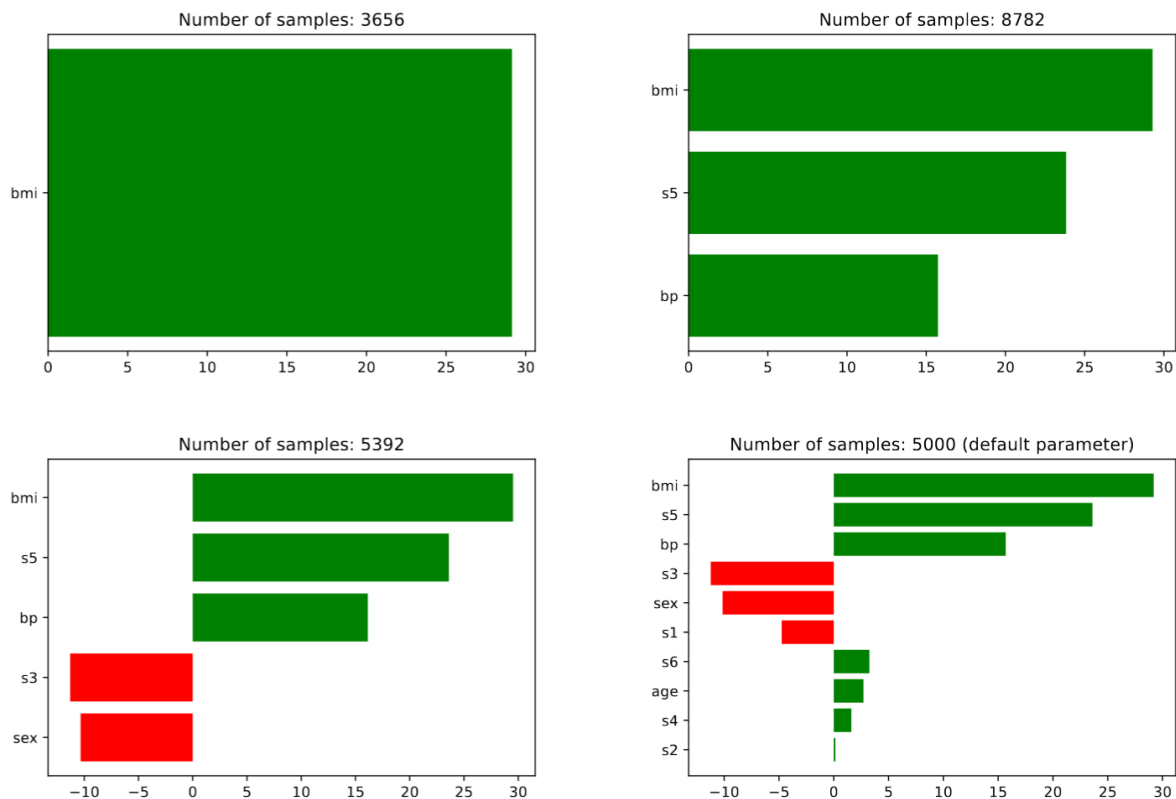 Number of samples: 3656
bmi
0 5 10 15 20 25 30
Number of samples: 8782
bmi
s5
bp
0 5 10 15 20 25 30
Number of samples: 5392
bmi
s5
bp
s3
sex
−10 −5 0 5 10 15 20 25 30
Number of samples: 5000 (default parameter)
bmi
s5
bp
s3
sex
s1
s6
age
s4
s2
−10 −5 0 5 10 15 20 25 30